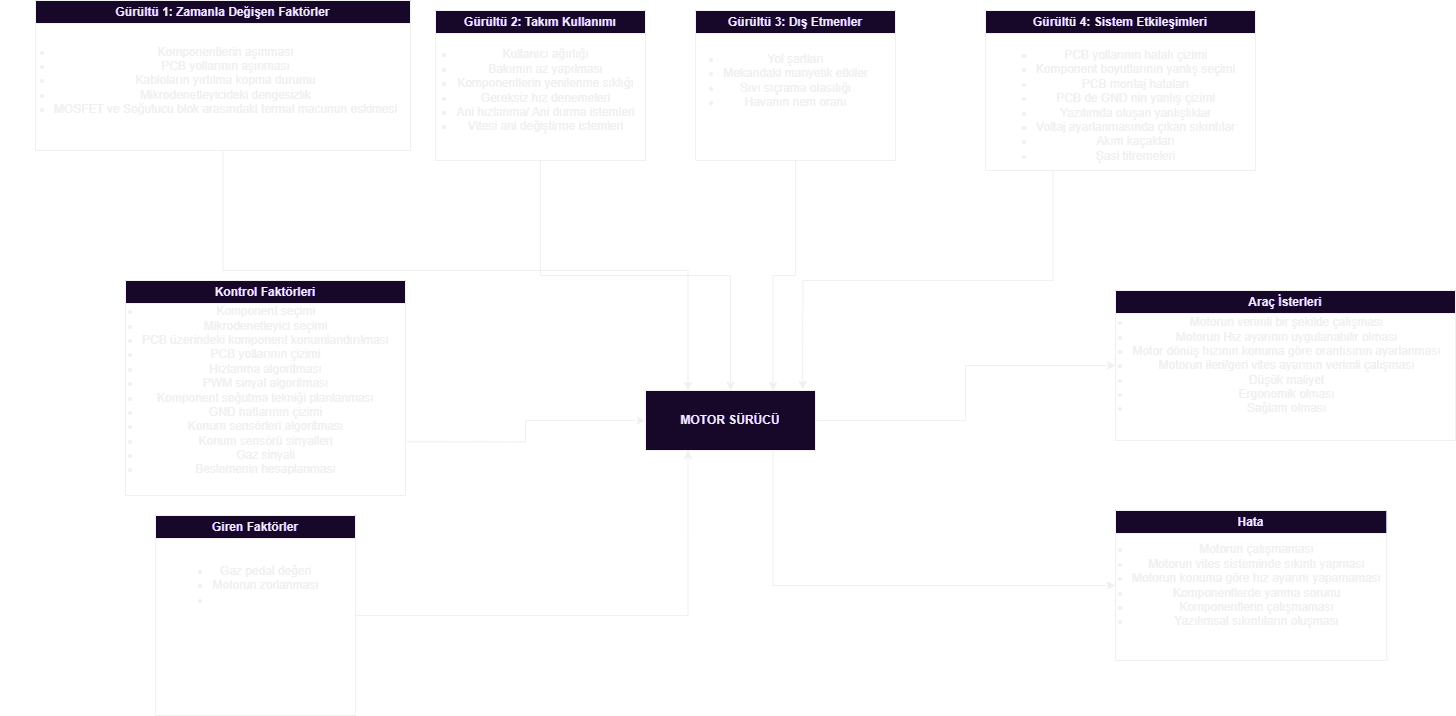 Gürültü 1: Zamanla Değişen Faktörler
Komponentlerin aşınması
PCB yollarının aşınması
Kabloların yırtılma kopma durumu
Mikrodenetleyicideki dengesizlik
MOSFET ve Soğutucu blok arasındaki termal macunun eskimesi
Gürültü 2: Takım Kullanımı
Kullanıcı ağırlığı
Bakımın az yapılması
Komponentlerin yenilenme sıklığı
Gereksiz hız denemeleri
Ani hızlanma/ Ani durma istemleri
Vitesi ani değiştirme istemleri
Gürültü 3: Dış Etmenler
Yol şartları
Mekandaki manyetik etkiler
Sıvı sıçrama olasılığı
Havanın nem oranı
Gürültü 4: Sistem Etkileşimleri
PCB yollarının hatalı çizimi
Komponent boyutlarının yanlış seçimi
PCB montaj hataları
PCB de GND nin yanlış çizimi
Yazılımda oluşan yanlışlıklar
Voltaj ayarlanmasında çıkan sıkıntılar
Akım kaçakları
Şasi titremeleri
Kontrol Faktörleri
Komponent seçimi
Mikrodenetleyici seçimi
PCB üzerindeki komponent konumlandırılması
PCB yollarının çizimi
Hızlanma algoritması
PWM sinyal algoritması
Komponent soğutma tekniği planlanması
GND hatlarının çizimi
Konum sensörleri algoritması
Konum sensörü sinyalleri
Gaz sinyali
Beslemenin hesaplanması
Giren Faktörler
Gaz pedal değeri
Motorun zorlanması
MOTOR SÜRÜCÜ
Araç İsterleri
Motorun verimli bir şekilde çalışması
Motorun Hız ayarının uygulanabilir olması
Motor dönüş hızının konuma göre orantısının ayarlanması
Motorun ileri/geri vites ayarının verimli çalışması
Düşük maliyet
Ergonomik olması
Sağlam olması
Hata
Motorun çalışmaması
Motorun vites sisteminde sıkıntı yapması
Motorun konuma göre hız ayarını yapamaması
Komponentlerde yanma sorunu
Komponentlerin çalışmaması
Yazılımsal sıkıntıların oluşması